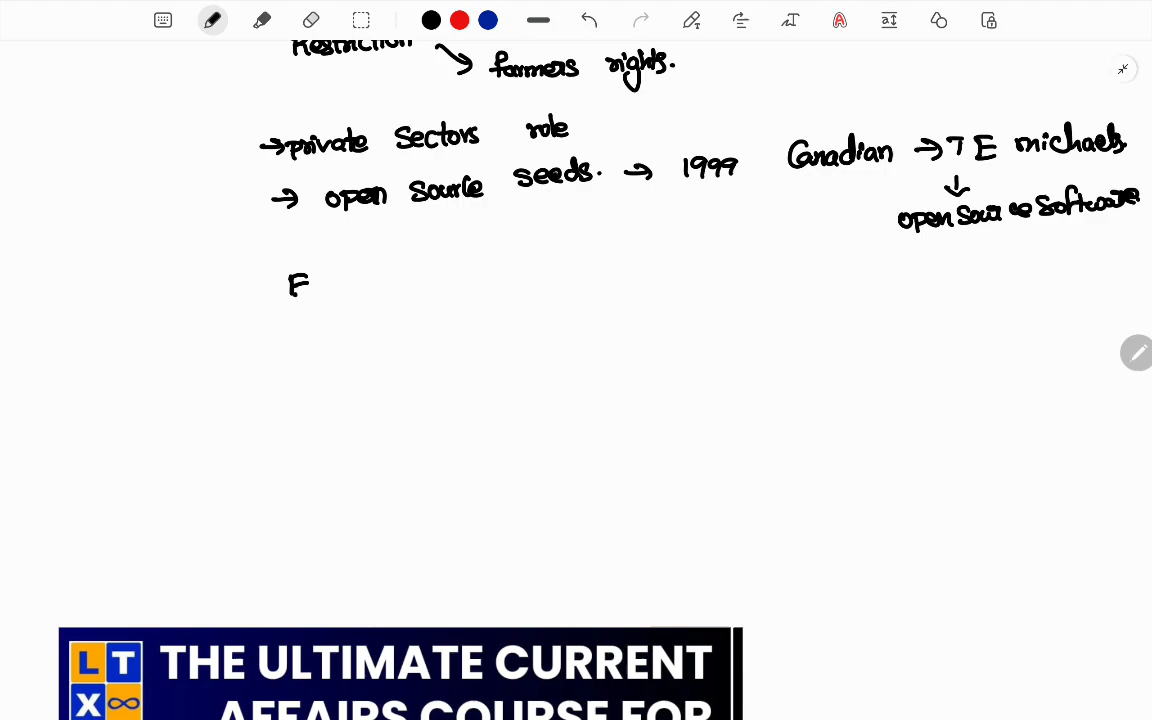 Restriction
farmers rights.
→ private Sectors role
→ open source seeds. → 1999 Canadian → T E michaels
open source software
F
L T
X ∞
THE ULTIMATE CURRENT
AFFAIRS COURSE FOR